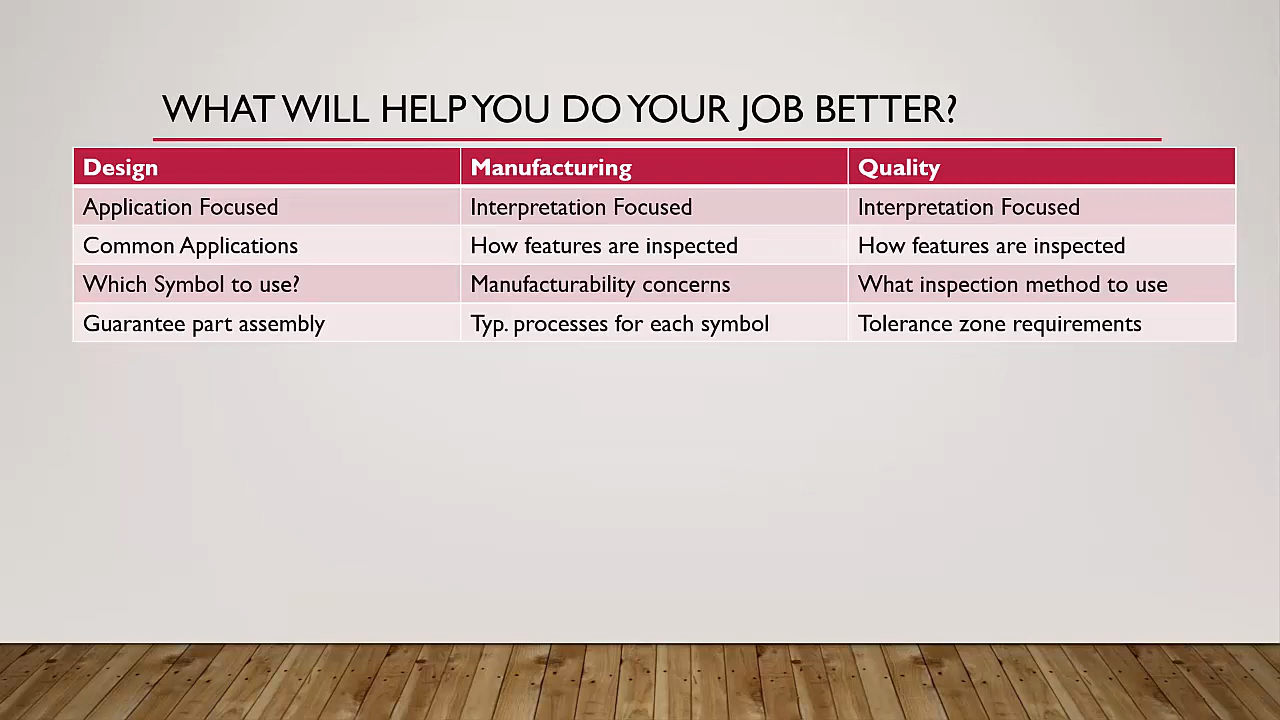 WHAT WILL HELP YOU DO YOUR JOB BETTER?
Design Manufacturing Quality
Application Focused Interpretation Focused Interpretation Focused
Common Applications How features are inspected How features are inspected
Which Symbol to use? Manufacturability concerns What inspection method to use
Guarantee part assembly Typ. processes for each symbol Tolerance zone requirements